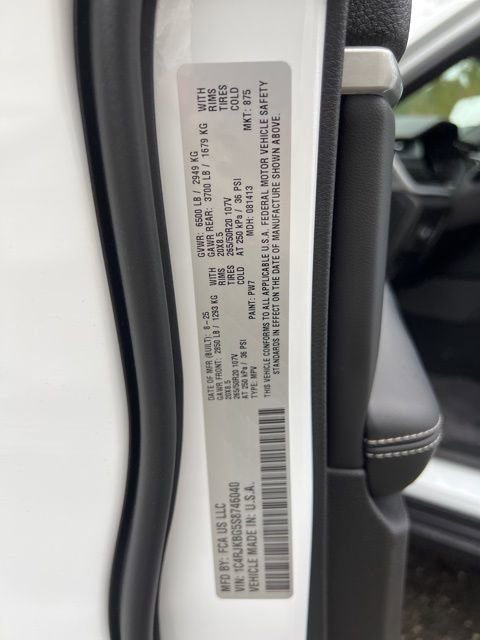 MFD BY: FCA US LLC
VIN: 1C4RJKBG5S8746040
VEHICLE MADE IN U.S.A.
DATE OF MFR (BUILT): 8-25
GVWR: 6500 LB / 2949 KG
GAWR FRONT: 2850 LB / 1293 KG WITH
GAWR REAR: 3700 LB / 1679 KG WITH
20X8.5 RIMS
20X8.5 RIMS
265/50R20 107V TIRES
265/50R20 107V TIRES
AT 250 kPa / 36 PSI COLD
AT 250 kPa / 36 PSI COLD
TYPE: MPV
PAINT: PW7
MDH: 081413
MKT: 875
THIS VEHICLE CONFORMS TO ALL APPLICABLE U.S.A. FEDERAL MOTOR VEHICLE SAFETY
STANDARDS IN EFFECT ON THE DATE OF MANUFACTURE SHOWN ABOVE.